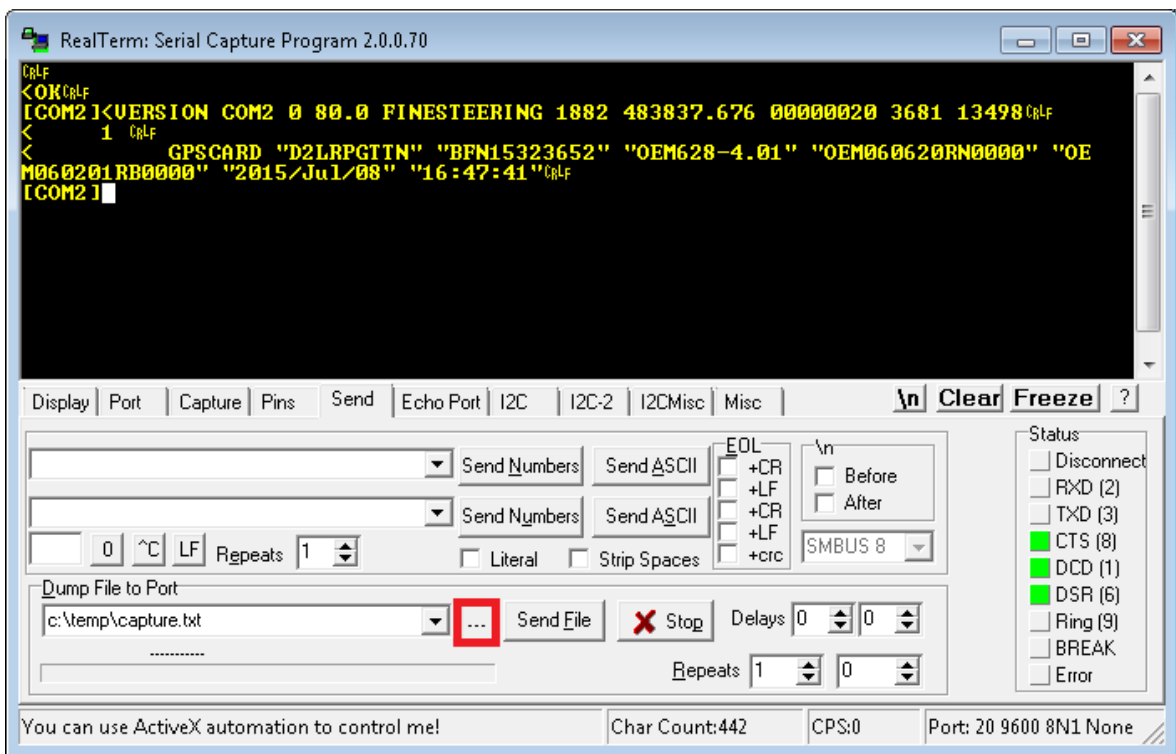 RealTerm: Serial Capture Program 2.0.0.70
CRLF
<OKCRLF
[COM2]<VERSION COM2 0 80.0 FINESTEERING 1882 483837.676 00000020 3681 13498CRLF
< 1 CRLF
< GPSCARD "D2LRPGTTN" "BFN15323652" "OEM628-4.01" "OEM060620RN0000" "OE
M060201RB0000" "2015/Jul/08" "16:47:41"CRLF
[COM2]
Display Port Capture Pins Send Echo Port I2C I2C-2 I2CMisc Misc \n Clear Freeze ?
Send Numbers Send ASCII
Send Numbers Send ASCII
0 ^C LF Repeats 1
Literal Strip Spaces
EOL
+CR
+LF
+CR
+LF
+crc
\n
Before
After
SMBUS 8
Dump File to Port
c:\temp\capture.txt ... Send File Stop Delays 0 0
-----------
Repeats 1 0
Status
Disconnect
RXD (2)
TXD (3)
CTS (8)
DCD (1)
DSR (6)
Ring (9)
BREAK
Error
You can use ActiveX automation to control me! Char Count:442 CPS:0 Port: 20 9600 8N1 None